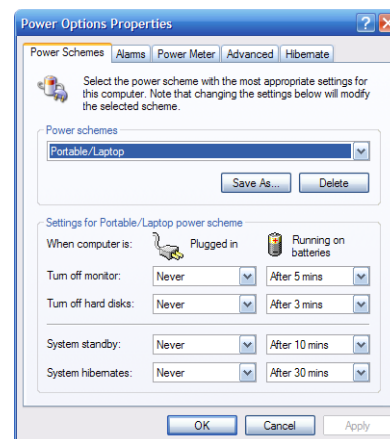 Power Options Properties
Power Schemes Alarms Power Meter Advanced Hibernate
Select the power scheme with the most appropriate settings for
this computer. Note that changing the settings below will modify
the selected scheme.
Power schemes
Portable/Laptop
Save As... Delete
Settings for Portable/Laptop power scheme
When computer is: Plugged in Running on
batteries
Turn off monitor: Never After 5 mins
Turn off hard disks: Never After 3 mins
System standby: Never After 10 mins
System hibernates: Never After 30 mins
OK Cancel Apply